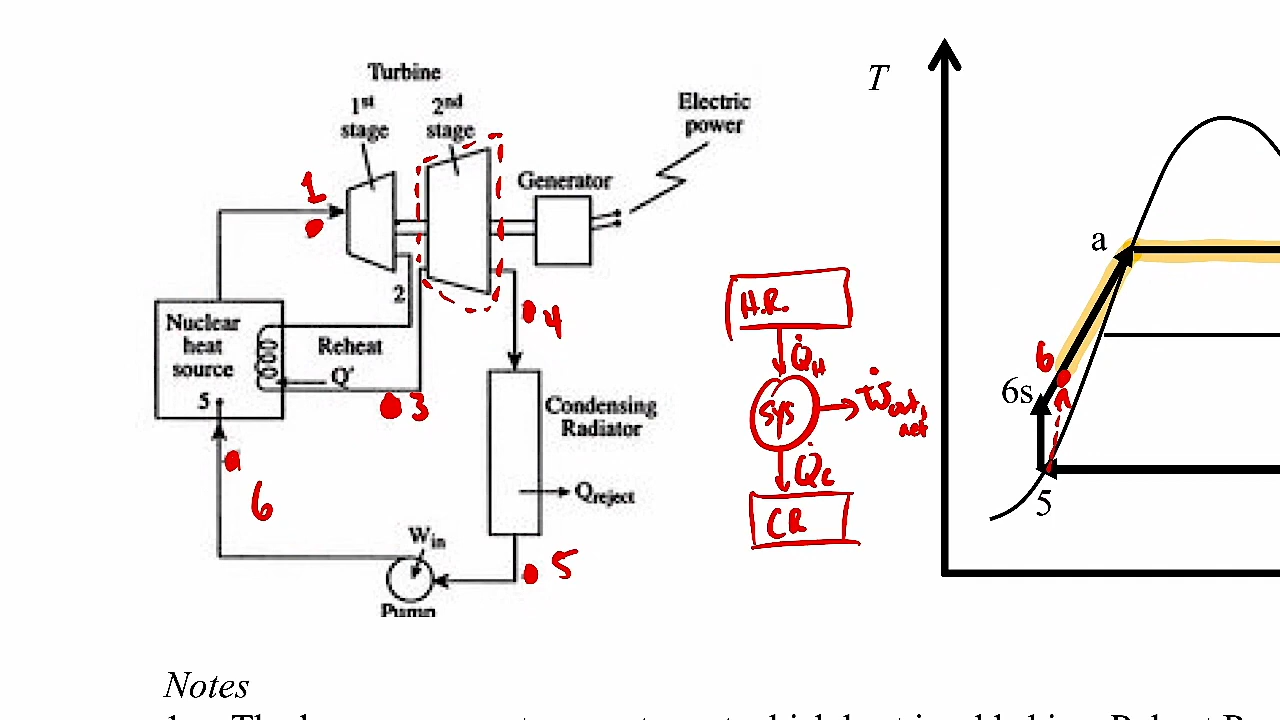 Turbine
1st stage
2nd stage
Electric power
Generator
1
2
4
Nuclear heat source
5
Reheat
Q'
3
Condensing Radiator
Qreject
6
Win
5
Pump
H.R.
Q̇H
sys
Ẇout, net
Q̇c
CR
T
a
6
6s
5
Notes